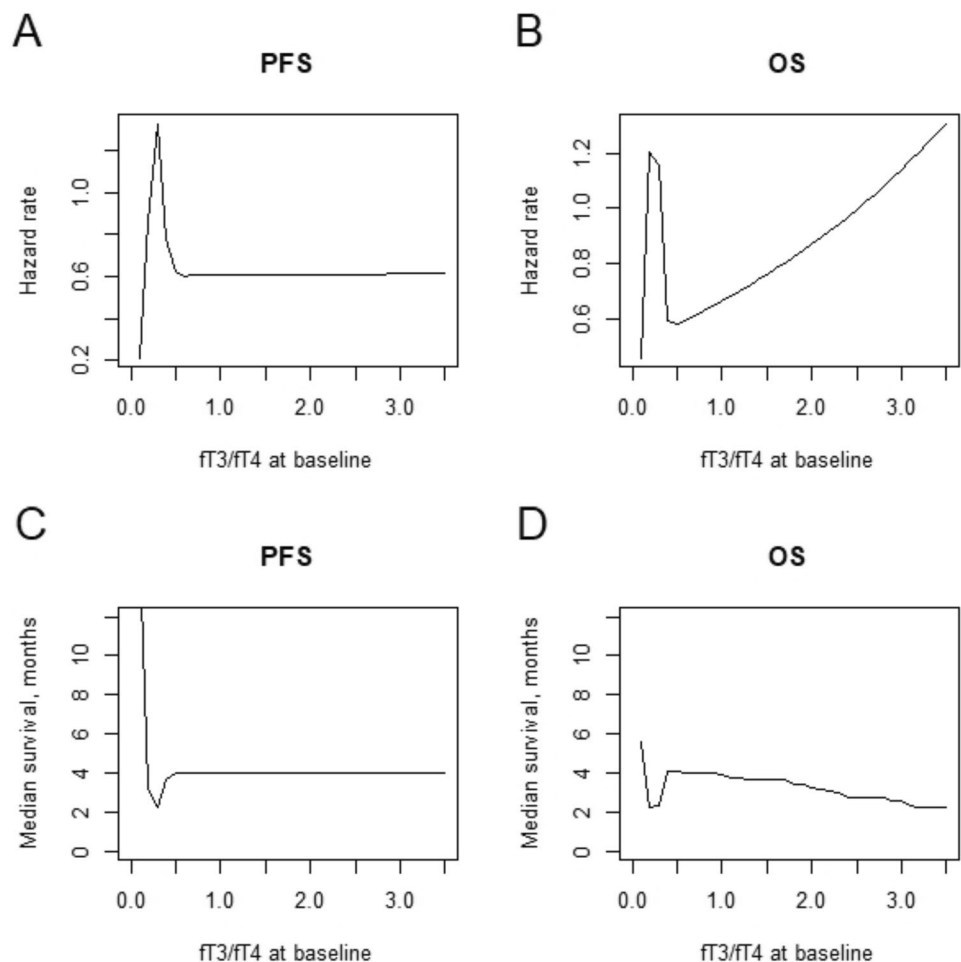 A
PFS
Hazard rate
0.2 0.6 1.0
0.0 1.0 2.0 3.0
fT3/fT4 at baseline
B
OS
Hazard rate
0.6 0.8 1.0 1.2
0.0 1.0 2.0 3.0
fT3/fT4 at baseline
C
PFS
Median survival, months
0 2 4 6 8 10
0.0 1.0 2.0 3.0
fT3/fT4 at baseline
D
OS
Median survival, months
0 2 4 6 8 10
0.0 1.0 2.0 3.0
fT3/fT4 at baseline